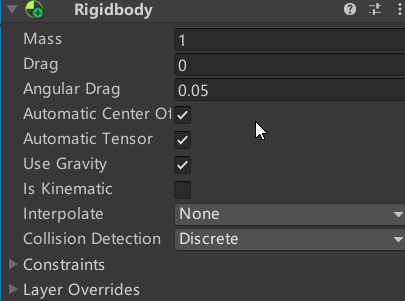 Rigidbody
Mass 1
Drag 0
Angular Drag 0.05
Automatic Center Of
Automatic Tensor
Use Gravity
Is Kinematic
Interpolate None
Collision Detection Discrete
Constraints
Layer Overrides